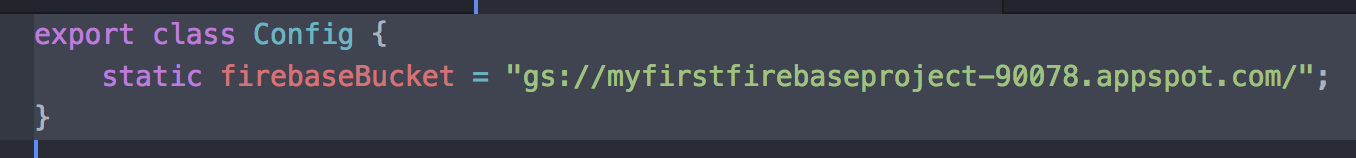 export class Config {
    static firebaseBucket = "gs://myfirstfirebaseproject-90078.appspot.com/";
}